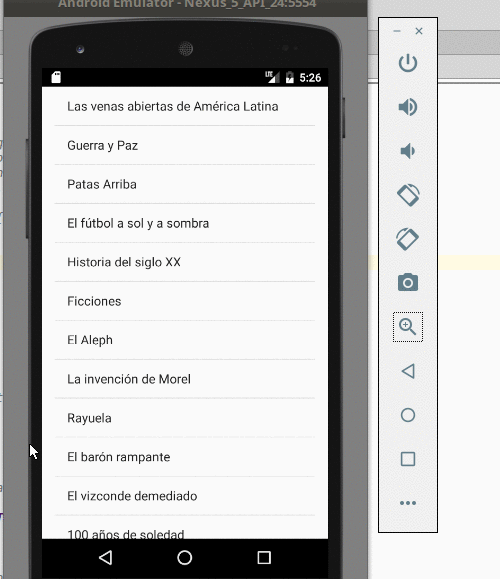 Android Emulator - Nexus_5_API_24:5554
LTE 5:26
Las venas abiertas de América Latina
Guerra y Paz
Patas Arriba
El fútbol a sol y a sombra
Historia del siglo XX
Ficciones
El Aleph
La invención de Morel
Rayuela
El barón rampante
El vizconde demediado
100 años de soledad